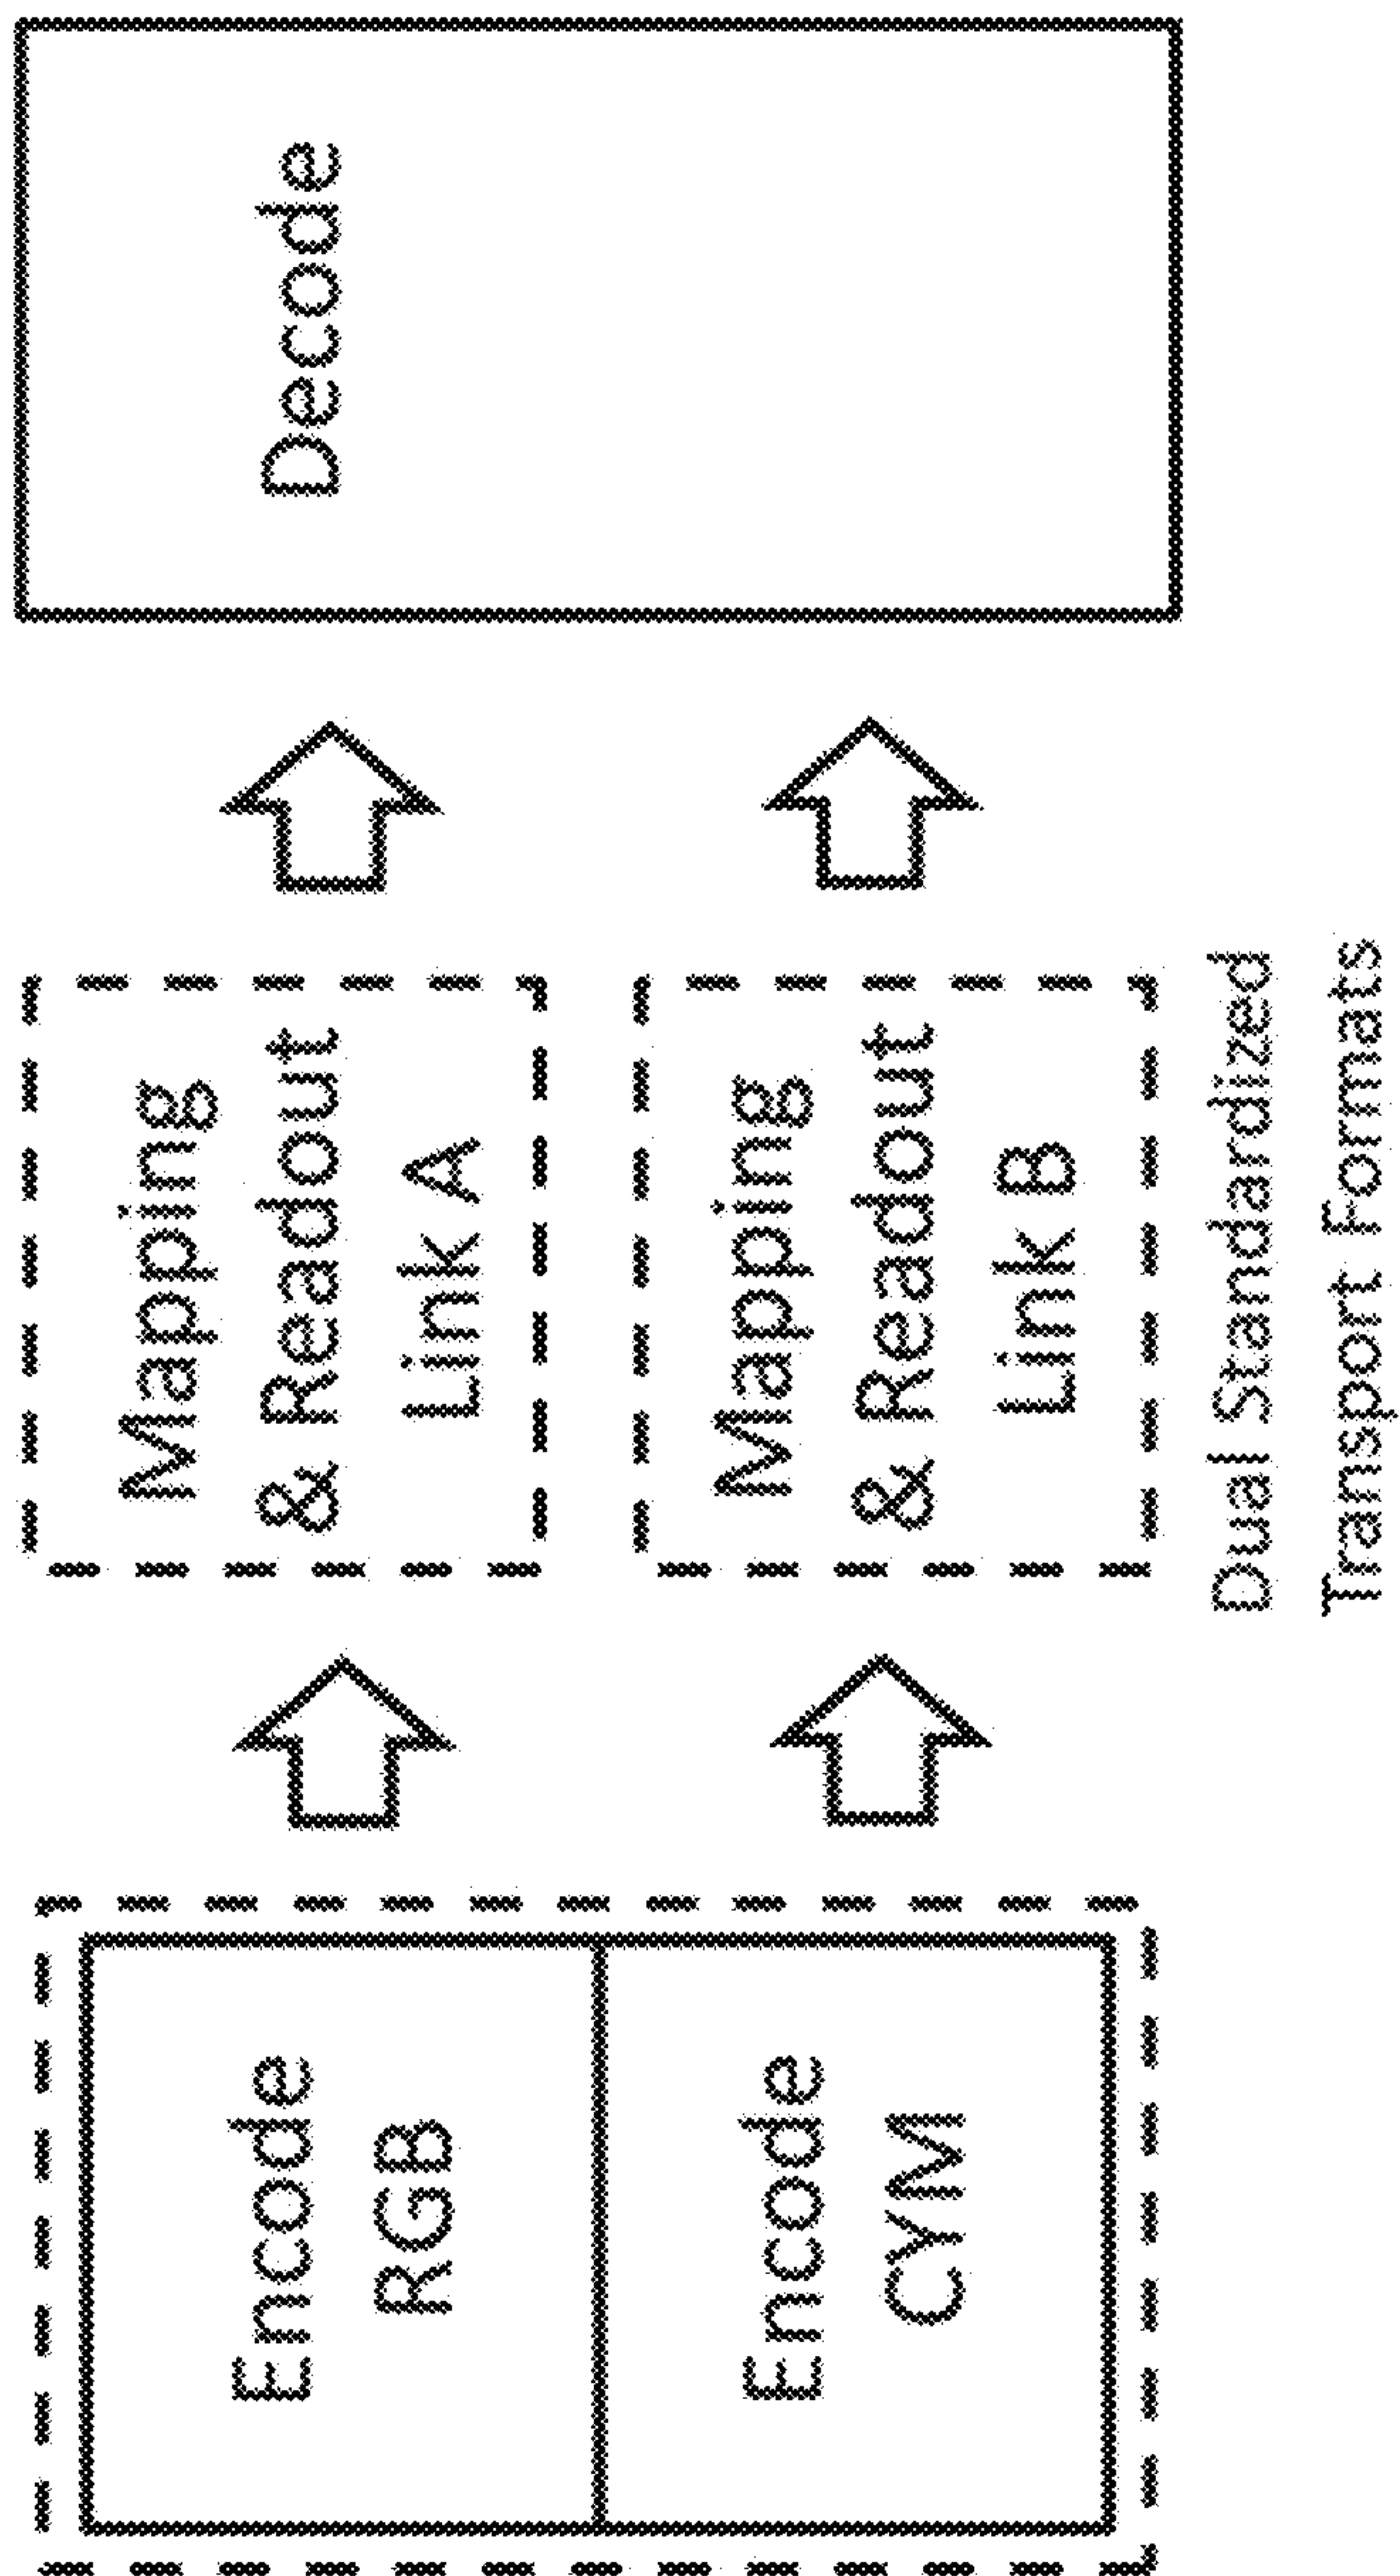 Encode
RGB
Encode
CYM
Mapping
& Readout
Link A
Mapping
& Readout
Link B
Dual Standardized
Transport Formats
Decode